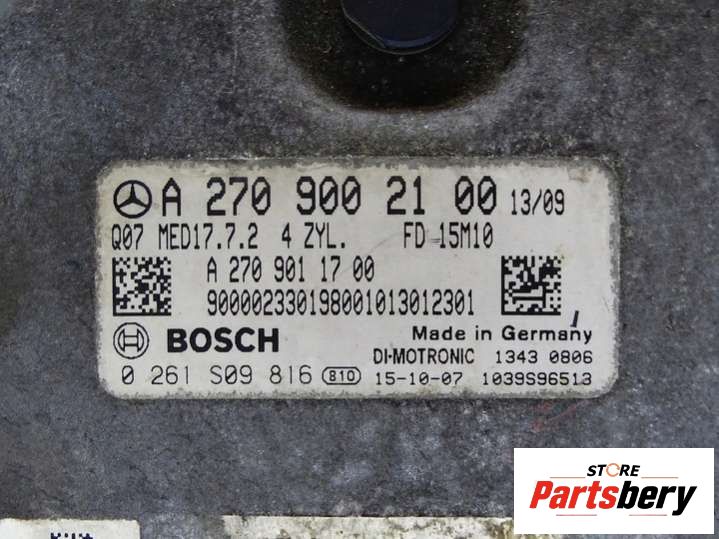 A 270 900 21 00 13/09
Q07 MED17.7.2 4 ZYL. FD 15M10
A 270 901 17 00
900002330198001013012301
BOSCH
Made in Germany
DI-MOTRONIC 1343 0806
0 261 S09 816 810 15-10-07 1039S96513
STORE
Partsbery